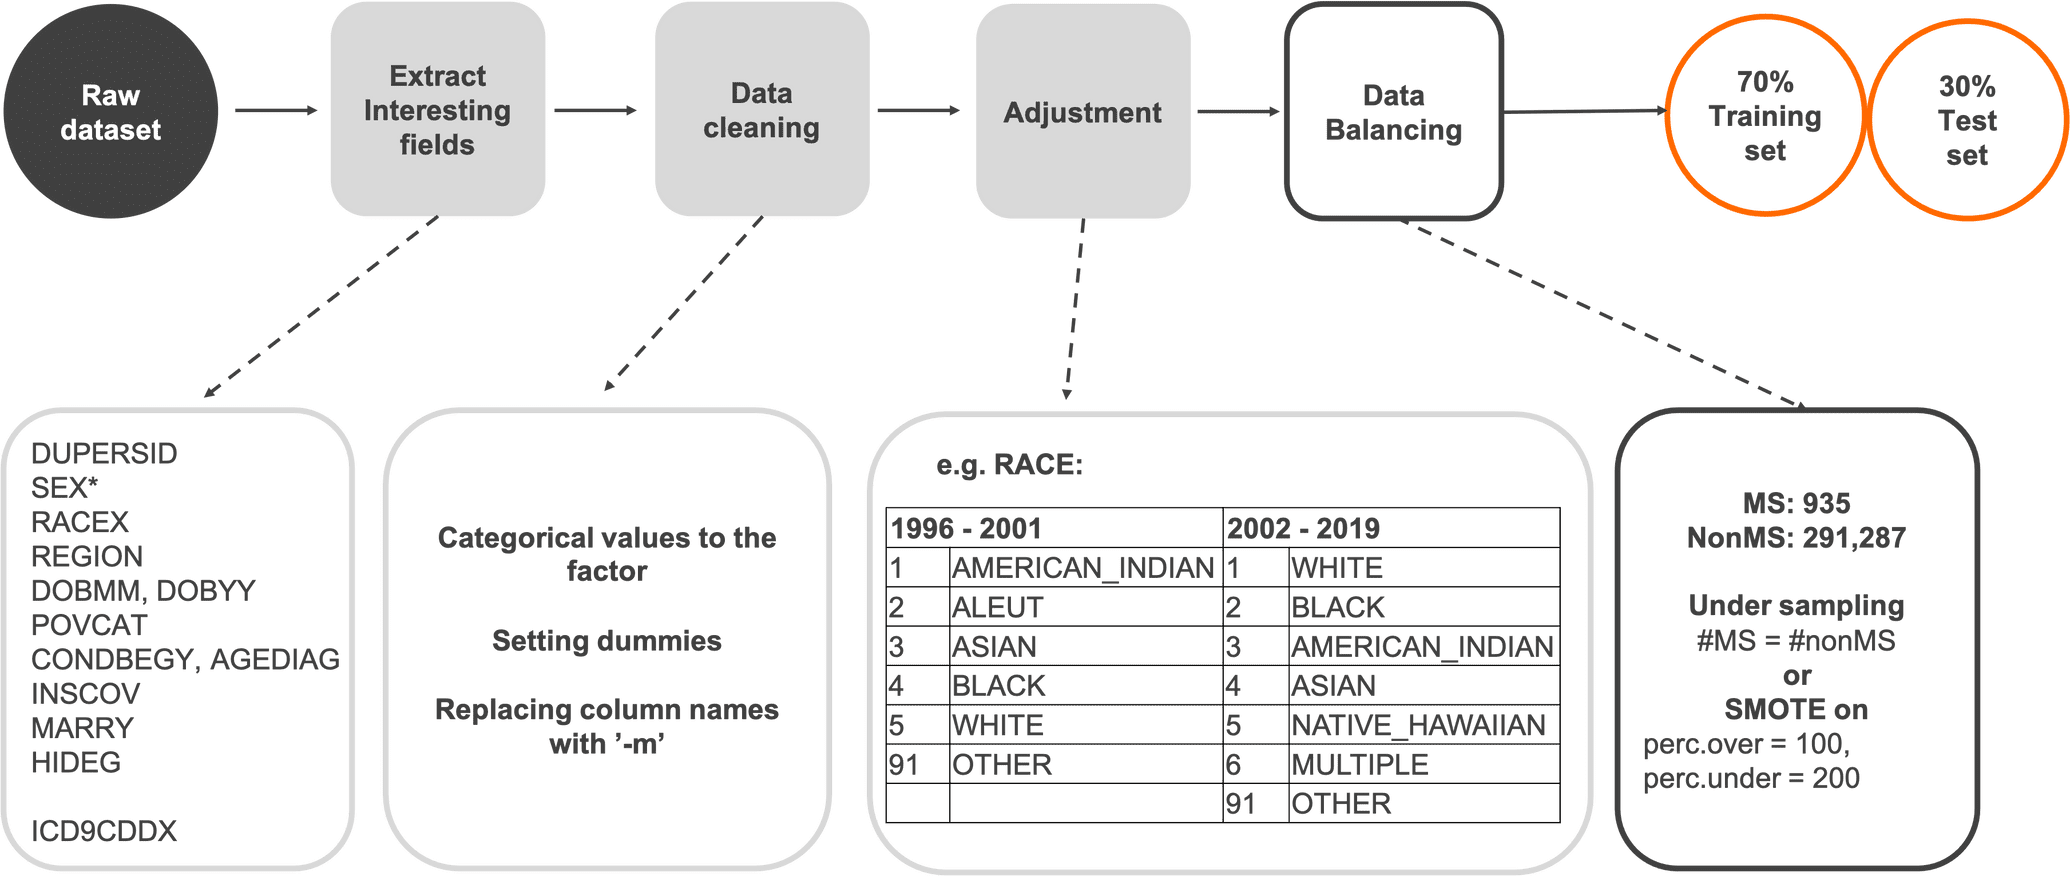 Raw
dataset
Extract
Interesting
fields
Data
cleaning
Adjustment
Data
Balancing
70%
Training
set
30%
Test
set
DUPERSID
SEX*
RACEX
REGION
DOBMM, DOBYY
POVCAT
CONDBEGY, AGEDIAG
INSCOV
MARRY
HIDEG
ICD9CDDX
Categorical values to the
factor
Setting dummies
Replacing column names
with ’-m’
e.g. RACE:
1996 - 2001 2002 - 2019
1 AMERICAN_INDIAN 1 WHITE
2 ALEUT 2 BLACK
3 ASIAN 3 AMERICAN_INDIAN
4 BLACK 4 ASIAN
5 WHITE 5 NATIVE_HAWAIIAN
91 OTHER 6 MULTIPLE
91 OTHER
MS: 935
NonMS: 291,287
Under sampling
#MS = #nonMS
or
SMOTE on
perc.over = 100,
perc.under = 200